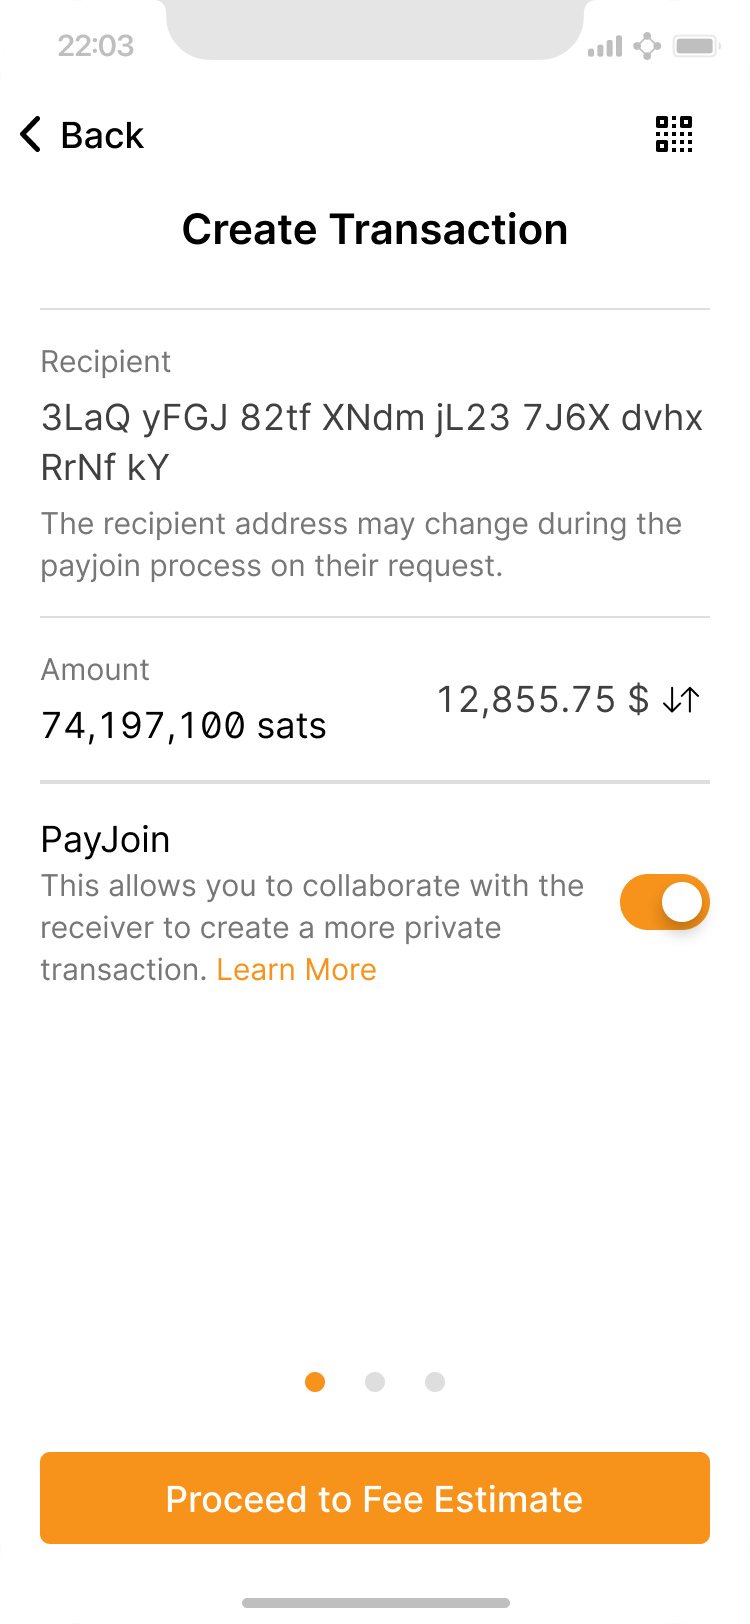 22:03
Back
Create Transaction
Recipient
3LaQ yFGJ 82tf XNdm jL23 7J6X dvhx
RrNf kY
The recipient address may change during the
payjoin process on their request.
Amount
74,197,100 sats
12,855.75 $
PayJoin
This allows you to collaborate with the
receiver to create a more private
transaction. Learn More
Proceed to Fee Estimate